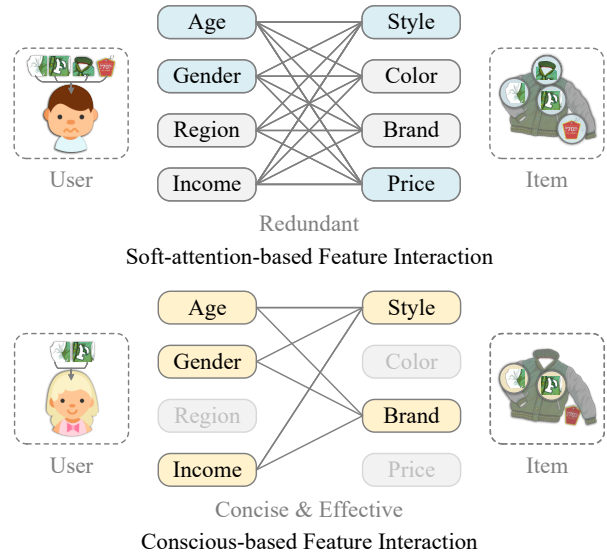 Age Style
Gender Color
Region Brand
Income Price
User Item
Redundant
Soft-attention-based Feature Interaction
Age Style
Gender Color
Region Brand
Income Price
User Item
Concise & Effective
Conscious-based Feature Interaction